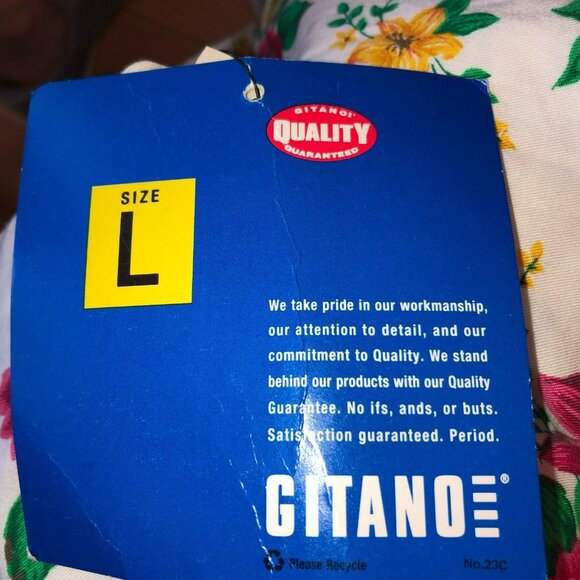 GITANO!
QUALITY
GUARANTEED
SIZE
L
We take pride in our workmanship,
our attention to detail, and our
commitment to Quality. We stand
behind our products with our Quality
Guarantee. No ifs, ands, or buts.
Satisfaction guaranteed. Period.
GITANO®
Please Recycle
No.23C